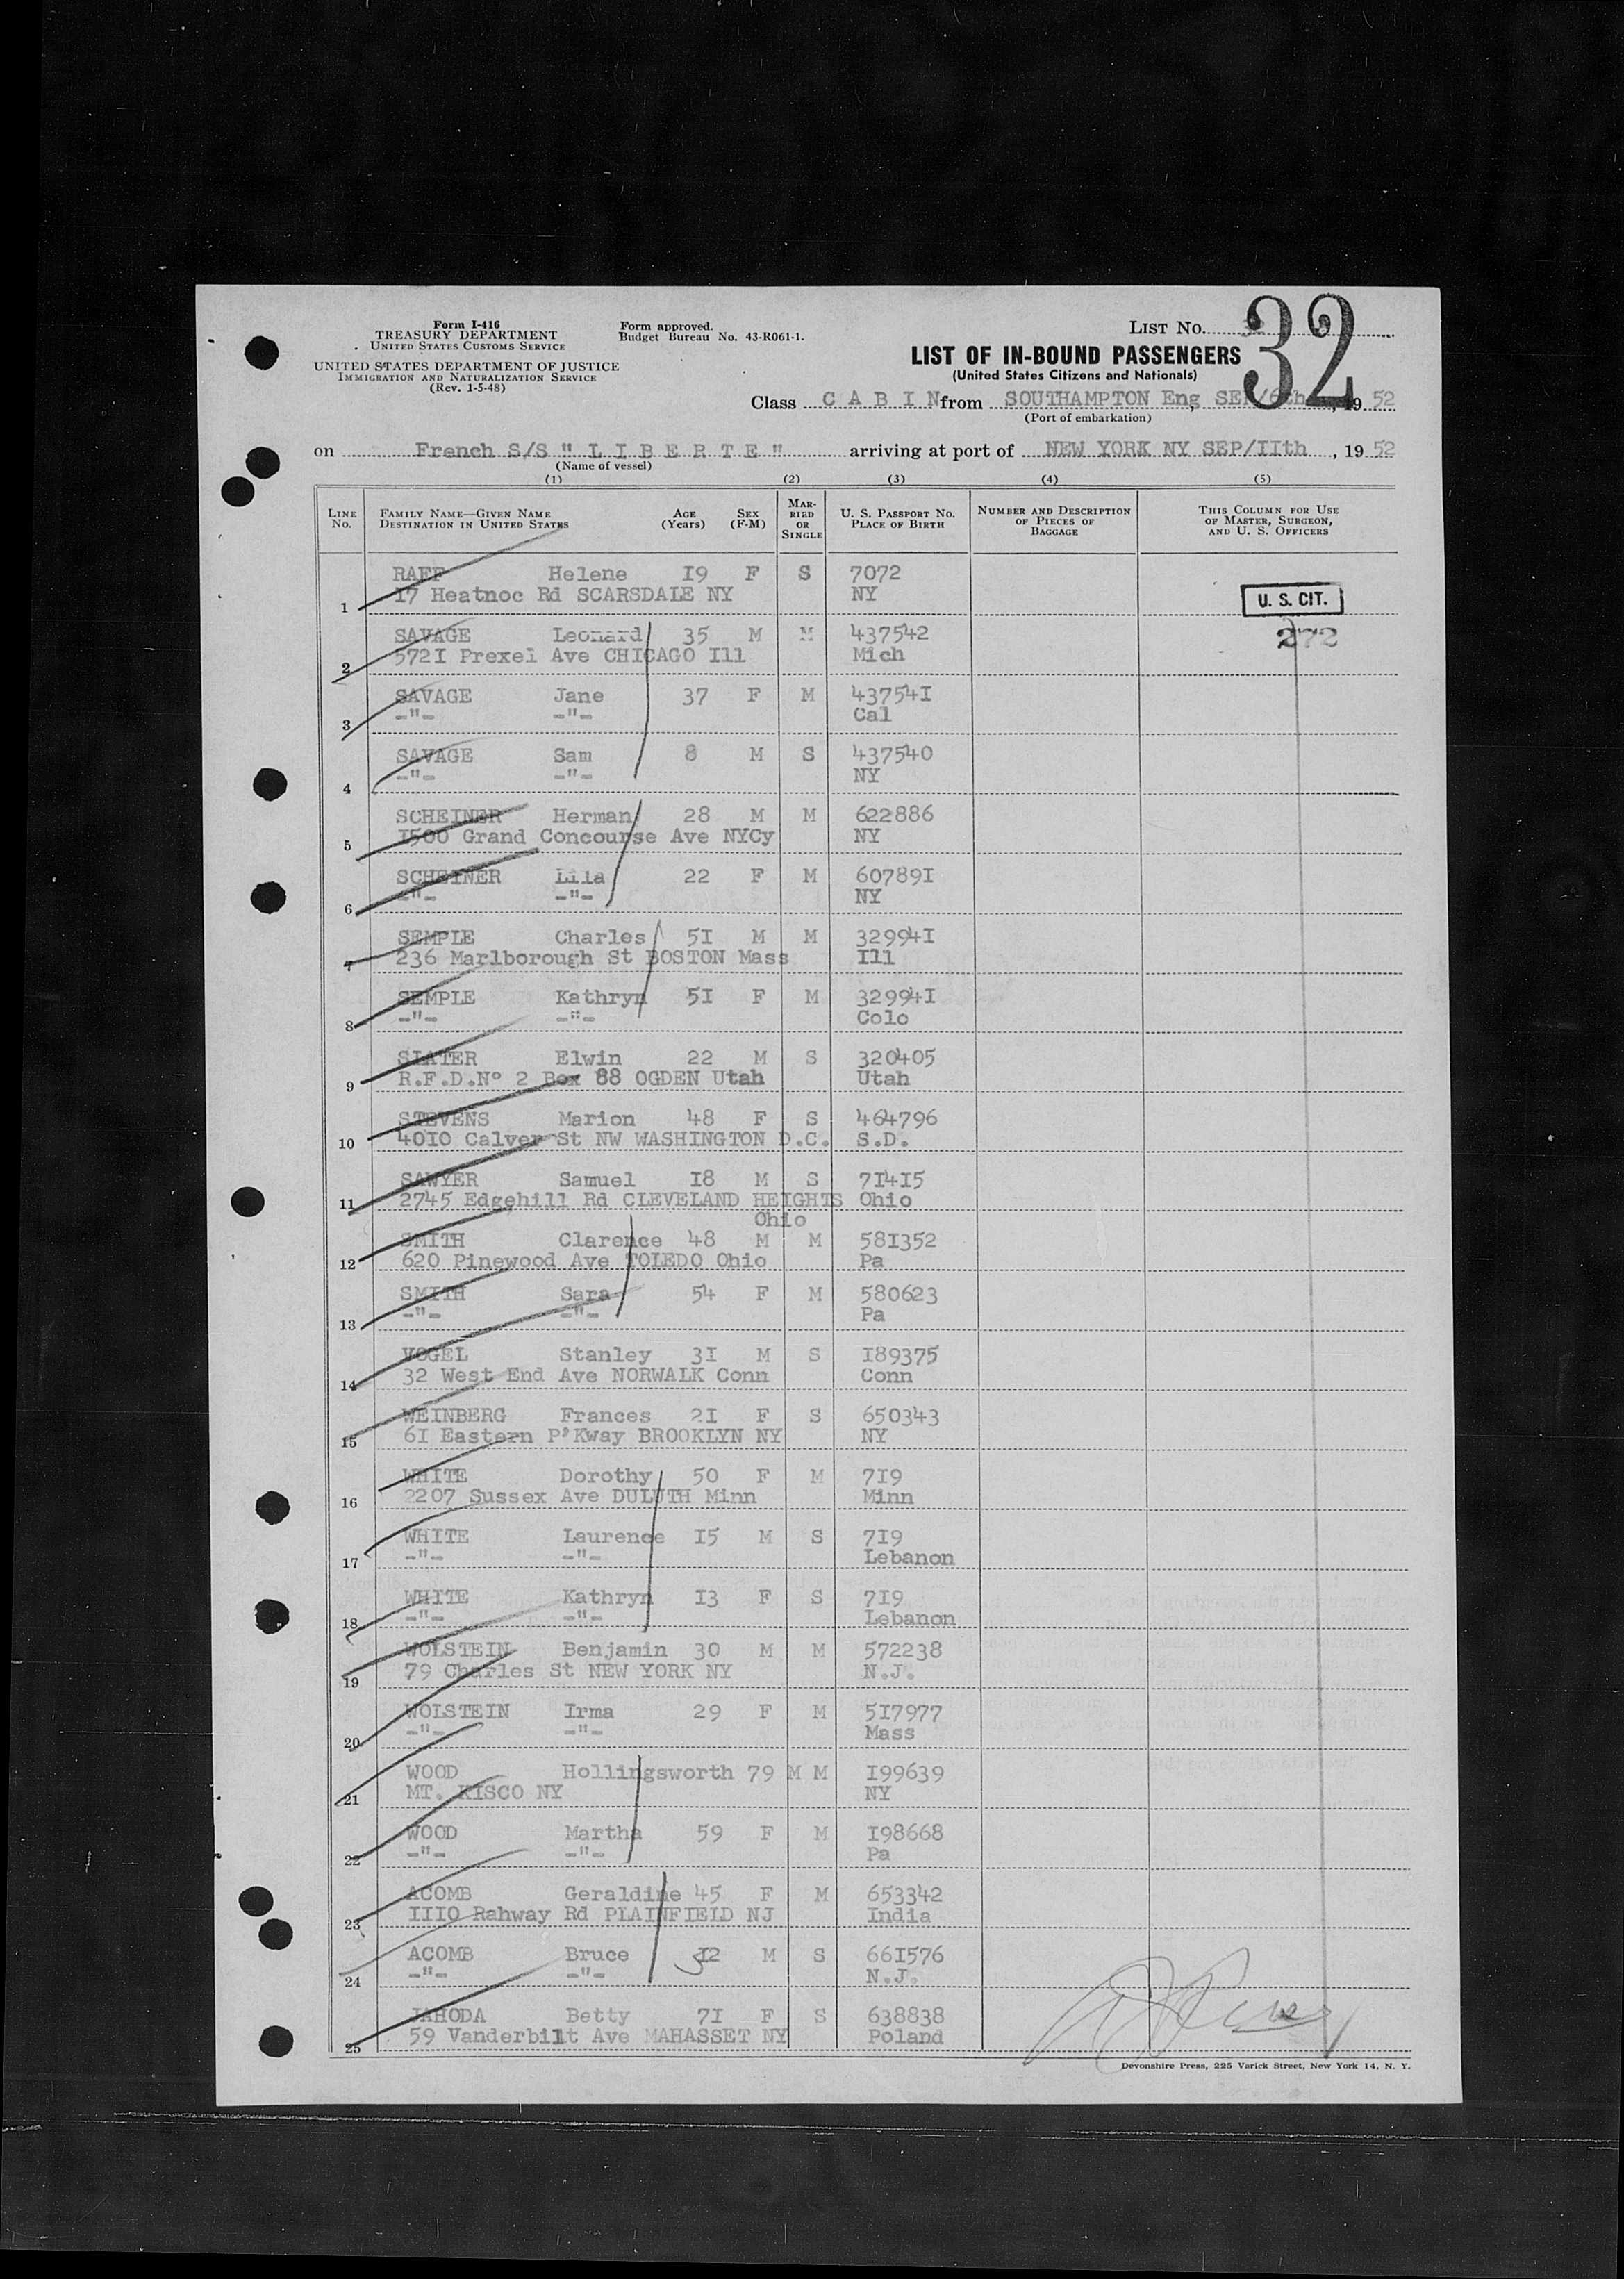 Form I-416
TREASURY DEPARTMENT
UNITED STATES CUSTOMS SERVICE
UNITED STATES DEPARTMENT OF JUSTICE
IMMIGRATION AND NATURALIZATION SERVICE
(Rev. 1-5-48)
Form approved.
Budget Bureau No. 43-R061-1.
LIST NO. 32
LIST OF IN-BOUND PASSENGERS
(United States Citizens and Nationals)
Class C A B I N from SOUTHAMPTON Eng SEP/6th, 19 52
(Port of embarkation)
on French S/S " L I B E R T E " arriving at port of NEW YORK NY SEP/IIth, 19 52
(Name of vessel)
(1) (2) (3) (4) (5)
LINE NO. FAMILY NAME—GIVEN NAME DESTINATION IN UNITED STATES AGE (Years) SEX (F-M) MARRIED OR SINGLE U. S. PASSPORT NO. PLACE OF BIRTH NUMBER AND DESCRIPTION OF PIECES OF BAGGAGE THIS COLUMN FOR USE OF MASTER, SURGEON, AND U. S. OFFICERS
RAFF Helene I9 F S 7072
1 I7 Heatnoc Rd SCARSDALE NY NY U. S. CIT.
SAVAGE Leonard 35 M M 437542 272
2 572I Prexel Ave CHICAGO Ill Mich
SAVAGE Jane 37 F M 43754I
3 -"- -"- Cal
SAVAGE Sam 8 M S 437540
4 -"- -"- NY
SCHEINER Herman 28 M M 622886
5 I500 Grand Concourse Ave NYCy NY
SCHEINER Lila 22 F M 60789I
6 -"- -"- NY
SEMPLE Charles 5I M M 32994I
7 236 Marlborough St BOSTON Mass Ill
SEMPLE Kathryn 5I F M 32994I
8 -"- -"- Colo
SLATER Elwin 22 M S 320405
9 R.F.D.Nº 2 Box 88 OGDEN Utah Utah
STEVENS Marion 48 F S 464796
10 40I0 Calver St NW WASHINGTON D.C. S.D.
SAWYER Samuel I8 M S 7I4I5
11 2745 Edgehill Rd CLEVELAND HEIGHTS Ohio
Ohio
SMITH Clarence 48 M M 58I352
12 620 Pinewood Ave TOLEDO Ohio Pa
SMITH Sara 54 F M 580623
13 -"- -"- Pa
VOGEL Stanley 3I M S I89375
14 32 West End Ave NORWALK Conn Conn
WEINBERG Frances 2I F S 650343
15 6I Eastern P'Kway BROOKLYN NY NY
WHITE Dorothy 50 F M 7I9
16 2207 Sussex Ave DULUTH Minn Minn
WHITE Laurence I5 M S 7I9
17 -"- -"- Lebanon
WHITE Kathryn I3 F S 7I9
18 -"- -"- Lebanon
WOLSTEIN Benjamin 30 M M 572238
19 79 Charles St NEW YORK NY N.J.
WOLSTEIN Irma 29 F M 5I7977
20 -"- -"- Mass
WOOD Hollingsworth 79 M M I99639
21 MT. KISCO NY NY
WOOD Martha 59 F M I98668
22 -"- -"- Pa
ACOMB Geraldine 45 F M 653342
23 III0 Rahway Rd PLAINFIELD NJ India
ACOMB Bruce I2 M S 66I576
24 -"- -"- N.J.
JAHODA Betty 7I F S 638838
25 59 Vanderbilt Ave MAHASSET NY Poland
Devonshire Press, 225 Varick Street, New York 14, N. Y.